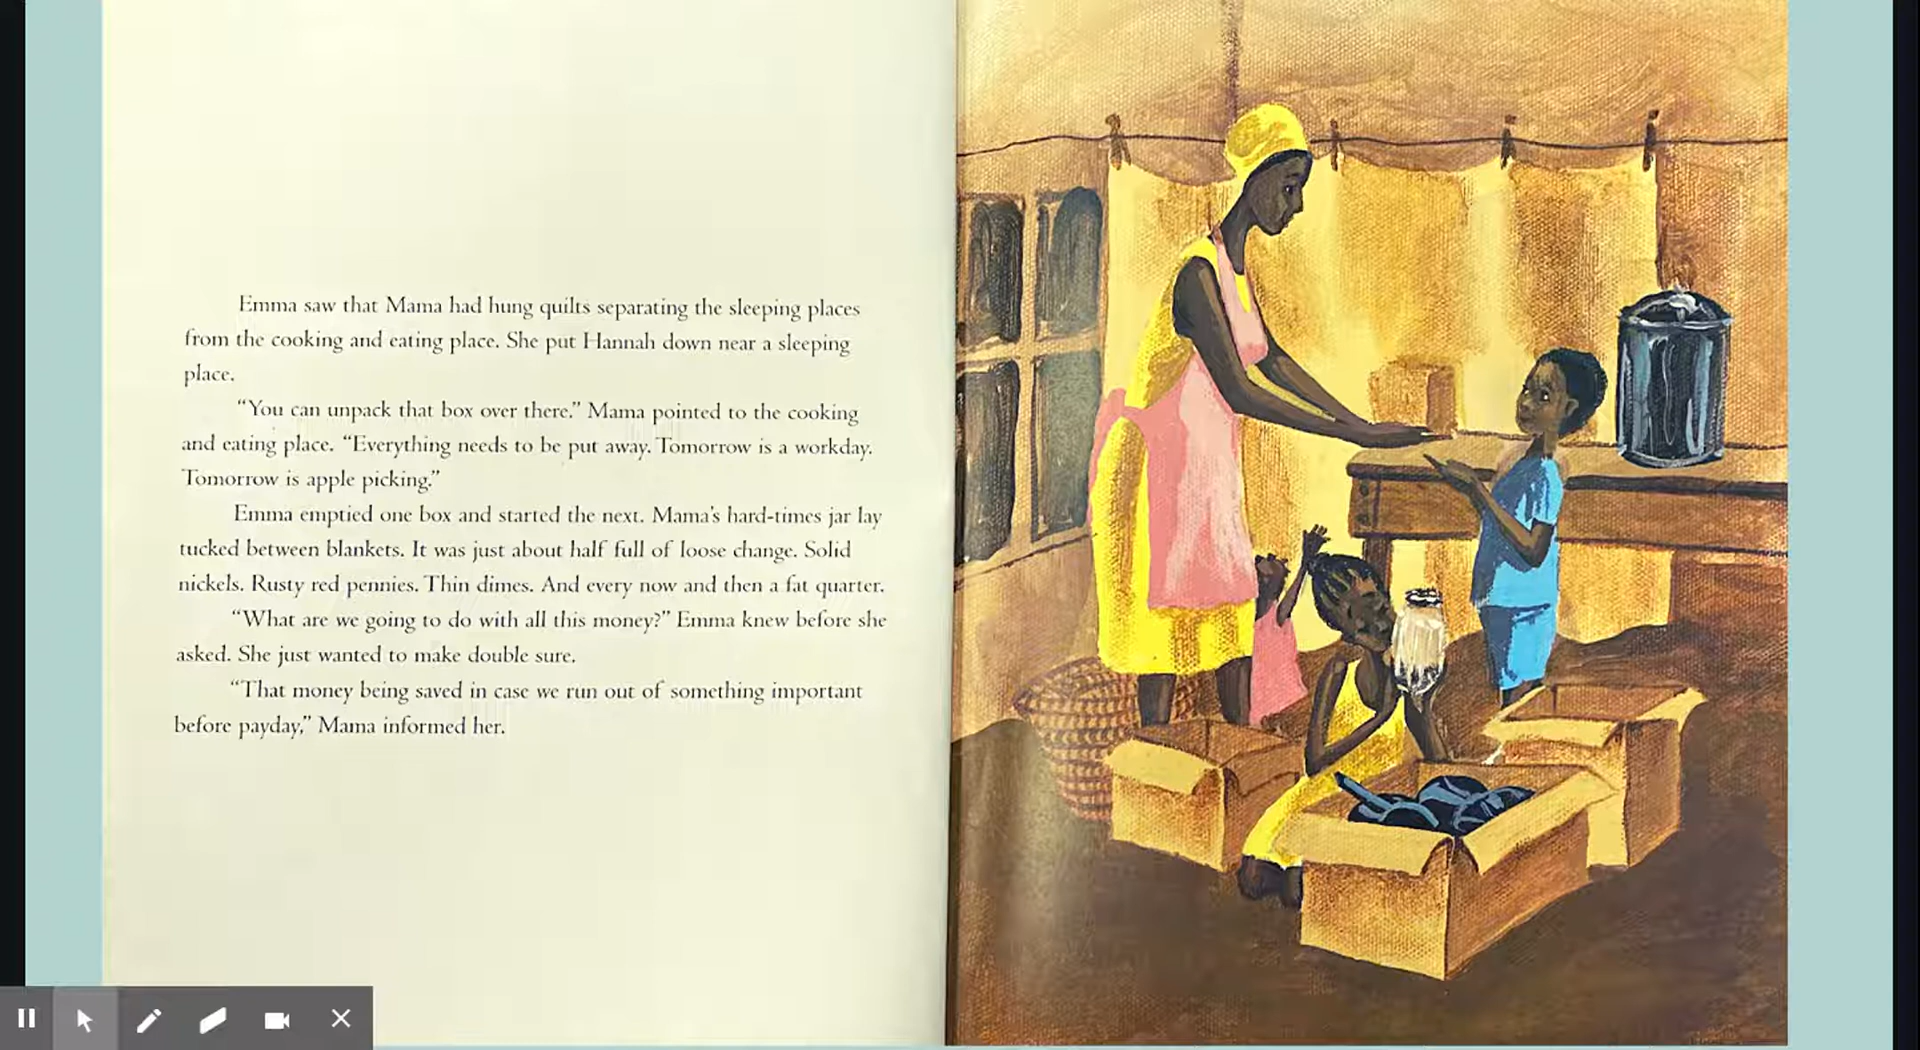 Emma saw that Mama had hung quilts separating the sleeping places
from the cooking and eating place. She put Hannah down near a sleeping
place.
“You can unpack that box over there.” Mama pointed to the cooking
and eating place. “Everything needs to be put away. Tomorrow is a workday.
Tomorrow is apple picking.”
Emma emptied one box and started the next. Mama’s hard-times jar lay
tucked between blankets. It was just about half full of loose change. Solid
nickels. Rusty red pennies. Thin dimes. And every now and then a fat quarter.
“What are we going to do with all this money?” Emma knew before she
asked. She just wanted to make double sure.
“That money being saved in case we run out of something important
before payday,” Mama informed her.